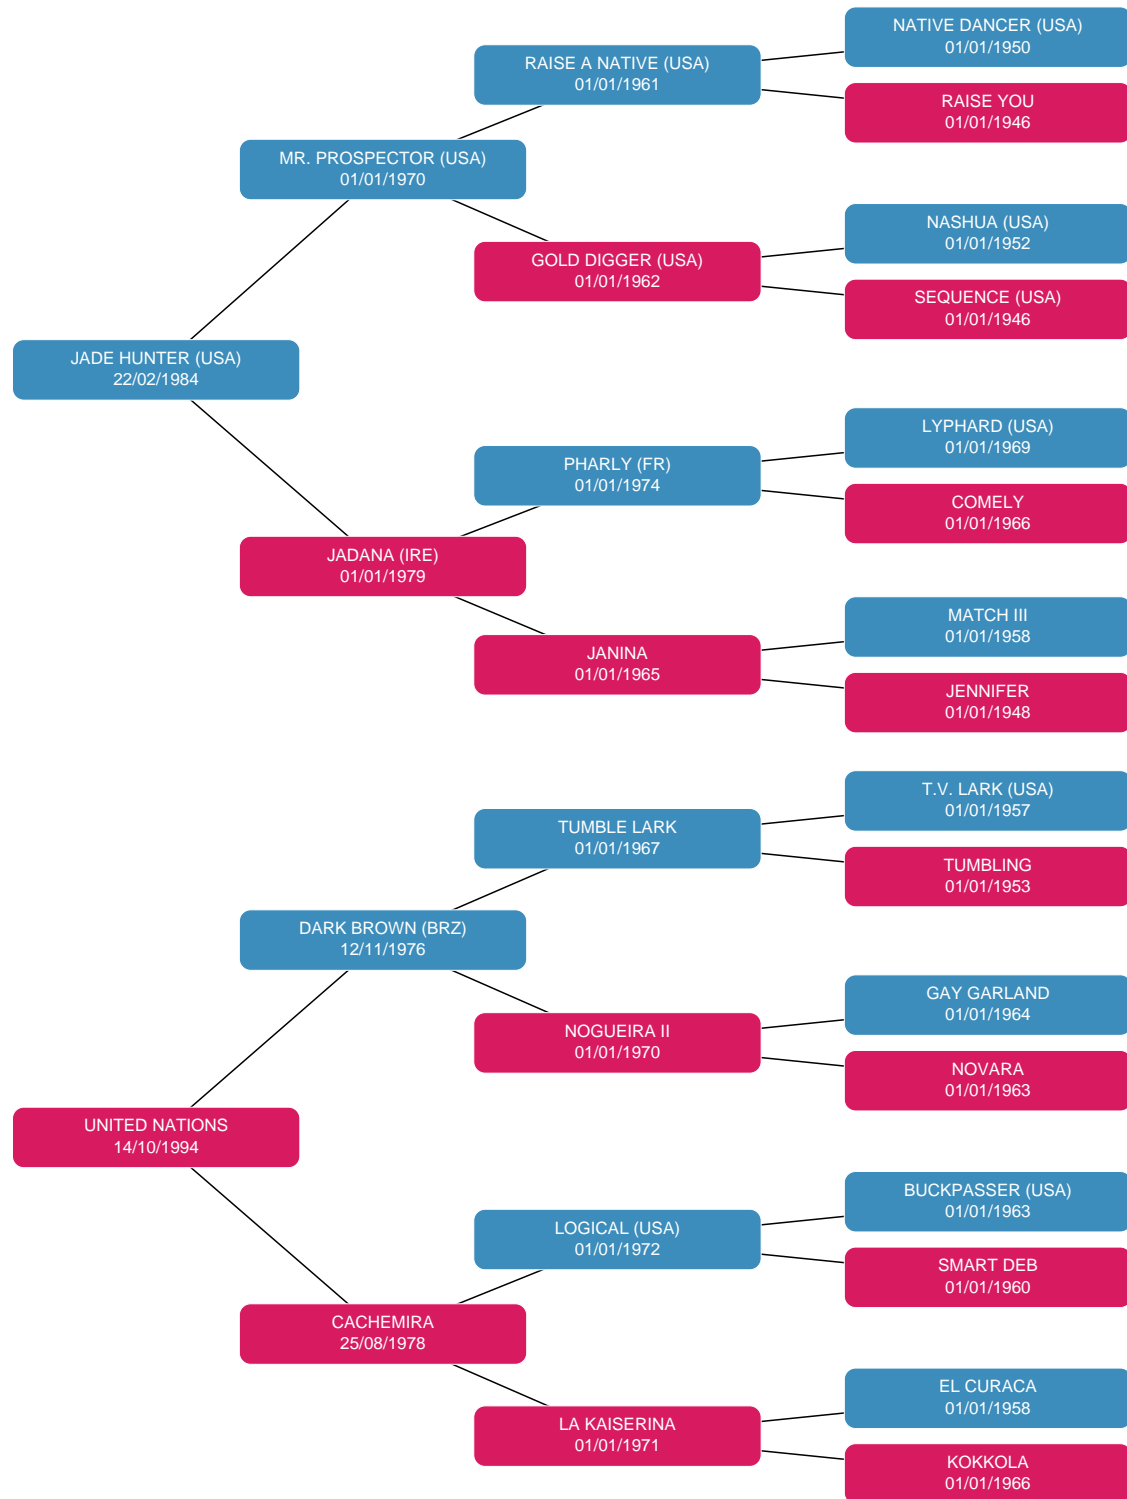 NATIVE DANCER (USA)
01/01/1950
RAISE A NATIVE (USA)
01/01/1961
RAISE YOU
01/01/1946
MR. PROSPECTOR (USA)
01/01/1970
NASHUA (USA)
01/01/1952
GOLD DIGGER (USA)
01/01/1962
SEQUENCE (USA)
01/01/1946
JADE HUNTER (USA)
22/02/1984
LYPHARD (USA)
01/01/1969
PHARLY (FR)
01/01/1974
COMELY
01/01/1966
JADANA (IRE)
01/01/1979
MATCH III
01/01/1958
JANINA
01/01/1965
JENNIFER
01/01/1948
T.V. LARK (USA)
01/01/1957
TUMBLE LARK
01/01/1967
TUMBLING
01/01/1953
DARK BROWN (BRZ)
12/11/1976
GAY GARLAND
01/01/1964
NOGUEIRA II
01/01/1970
NOVARA
01/01/1963
UNITED NATIONS
14/10/1994
BUCKPASSER (USA)
01/01/1963
LOGICAL (USA)
01/01/1972
SMART DEB
01/01/1960
CACHEMIRA
25/08/1978
EL CURACA
01/01/1958
LA KAISERINA
01/01/1971
KOKKOLA
01/01/1966